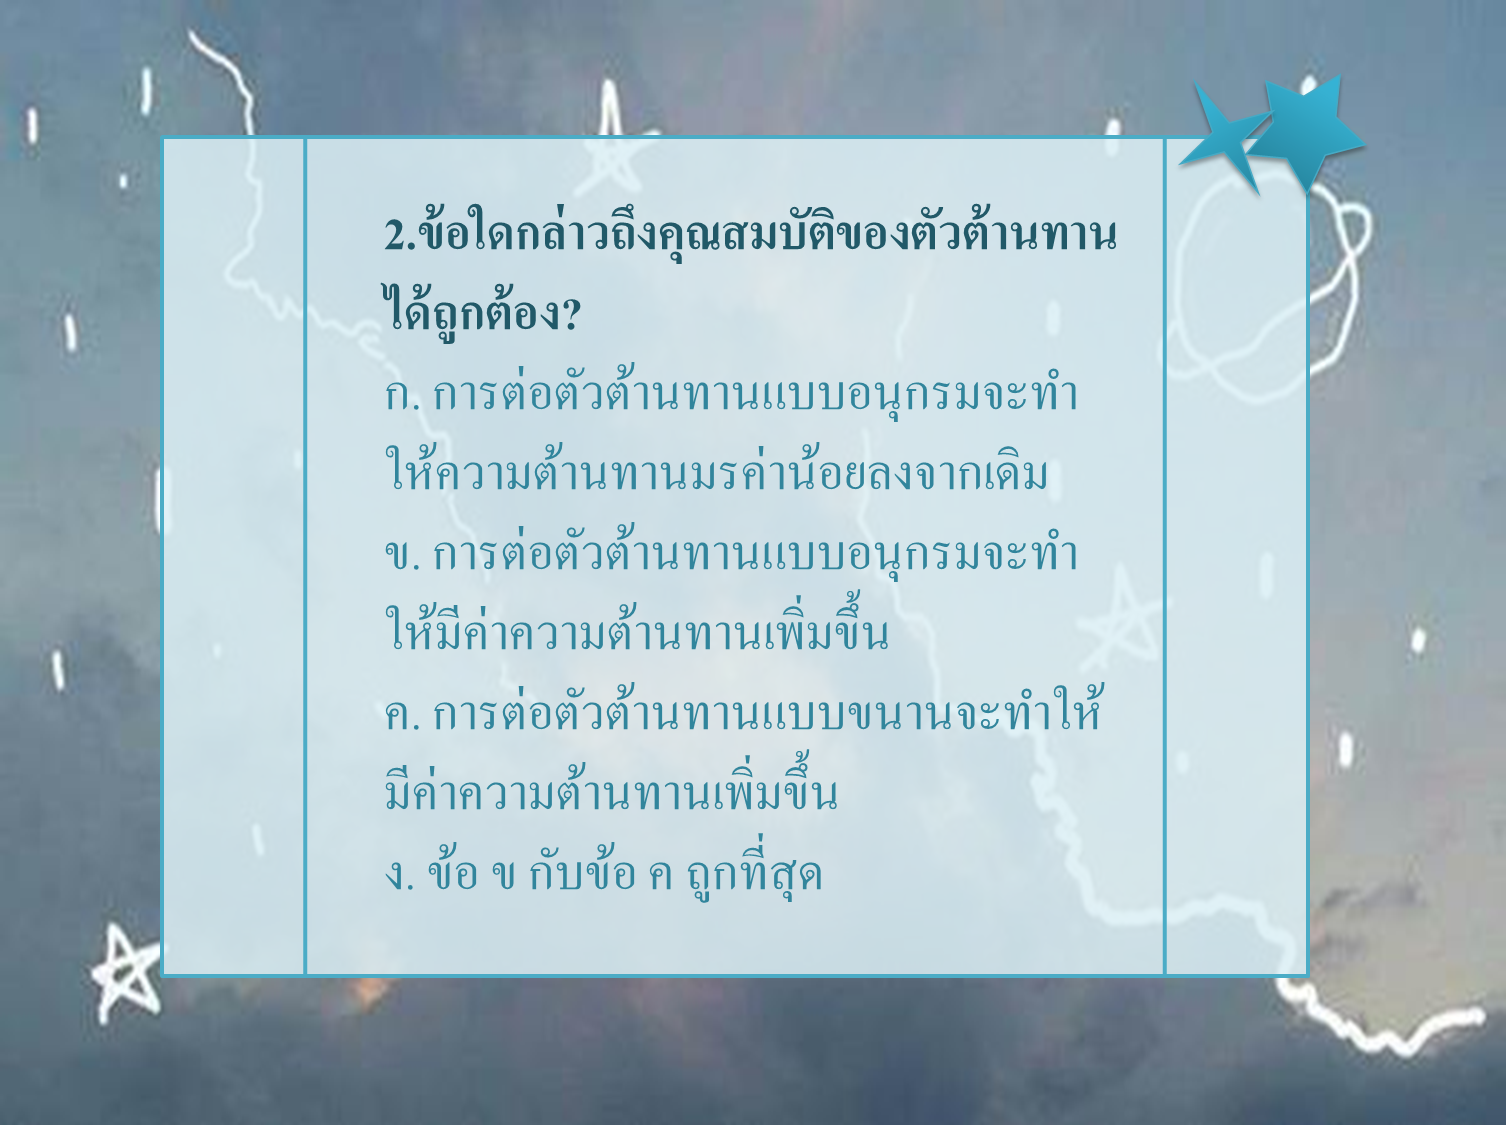 2.ข้อใดกล่าวถึงคุณสมบัติของตัวต้านทาน
ได้ถูกต้อง?
ก. การต่อตัวต้านทานแบบอนุกรมจะทำ
ให้ความต้านทานมรค่าน้อยลงจากเดิม
ข. การต่อตัวต้านทานแบบอนุกรมจะทำ
ให้มีค่าความต้านทานเพิ่มขึ้น
ค. การต่อตัวต้านทานแบบขนานจะทำให้
มีค่าความต้านทานเพิ่มขึ้น
ง. ข้อ ข กับข้อ ค ถูกที่สุด